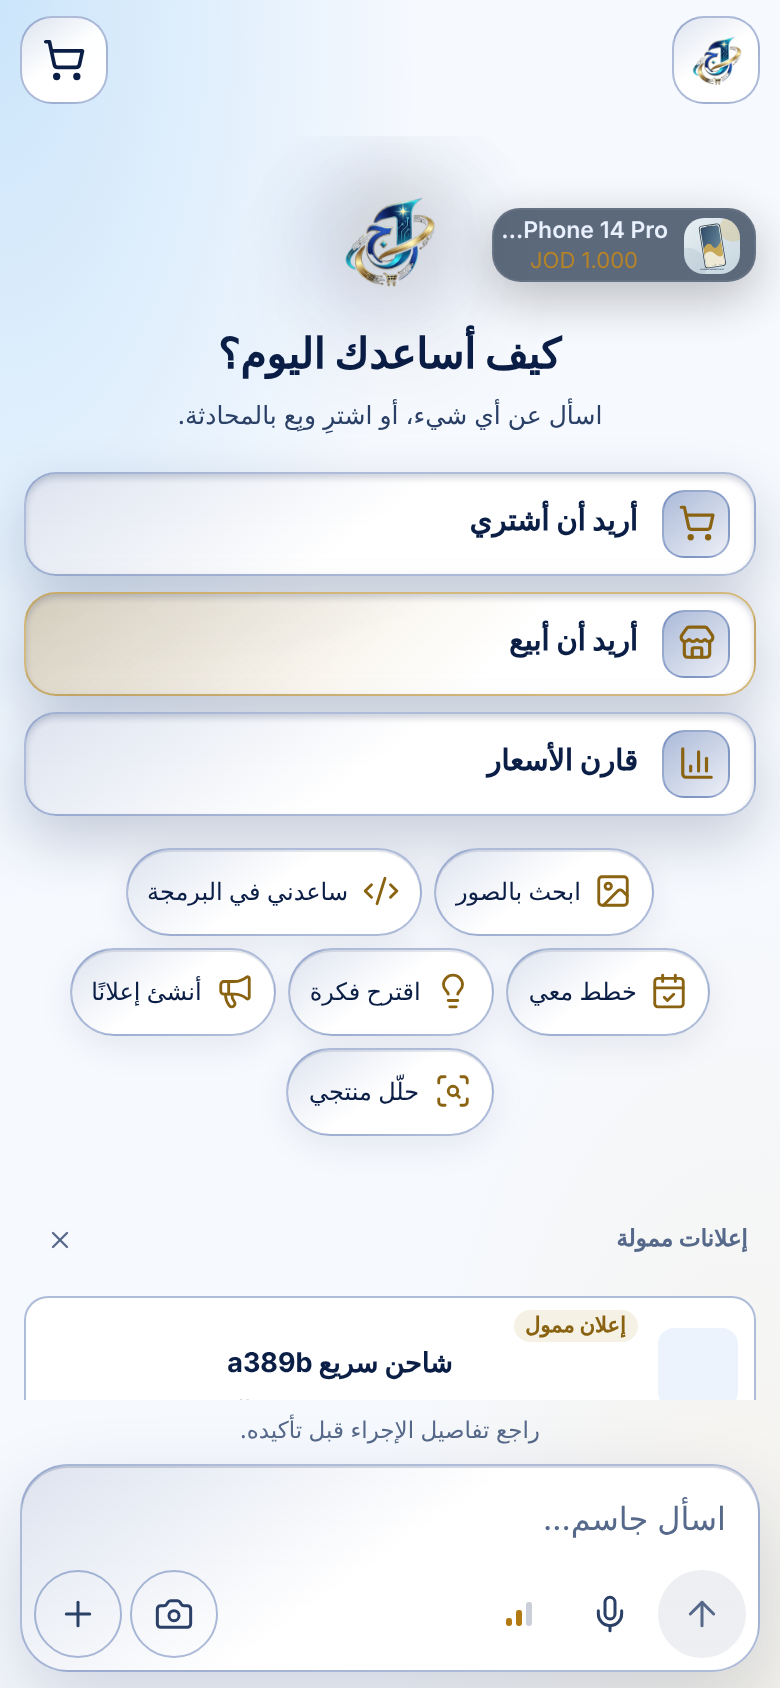 ...Phone 14 Pro
JOD 1.000
كيف أساعدك اليوم؟
اسأل عن أي شيء، أو اشترِ وبِع بالمحادثة.
أريد أن أشتري
أريد أن أبيع
قارن الأسعار
ابحث بالصور
ساعدني في البرمجة
خطط معي
اقترح فكرة
أنشئ إعلانًا
حلّل منتجي
إعلانات ممولة
إعلان ممول
شاحن سريع a389b
راجع تفاصيل الإجراء قبل تأكيده.
اسأل جاسم...